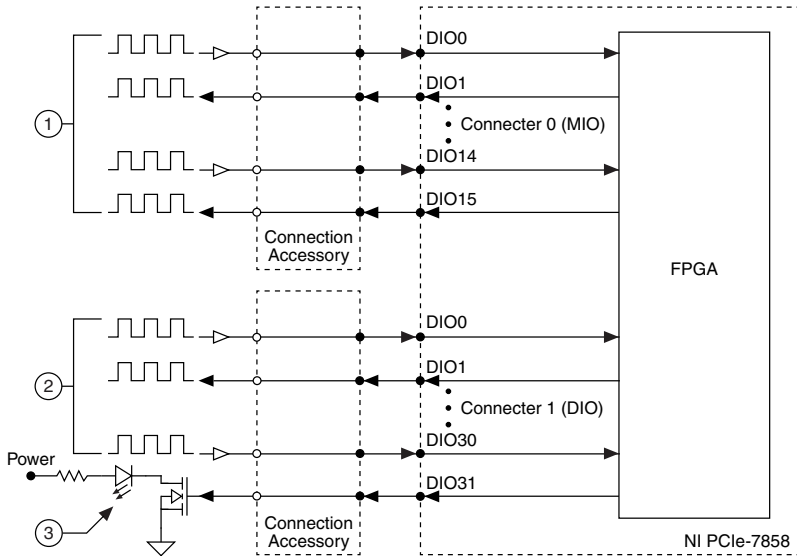 DIO0
DIO1
1
Connecter 0 (MIO)
DIO14
DIO15
Connection
Accessory
FPGA
DIO0
DIO1
2
Connecter 1 (DIO)
DIO30
Power
DIO31
3
Connection
Accessory
NI PCIe-7858